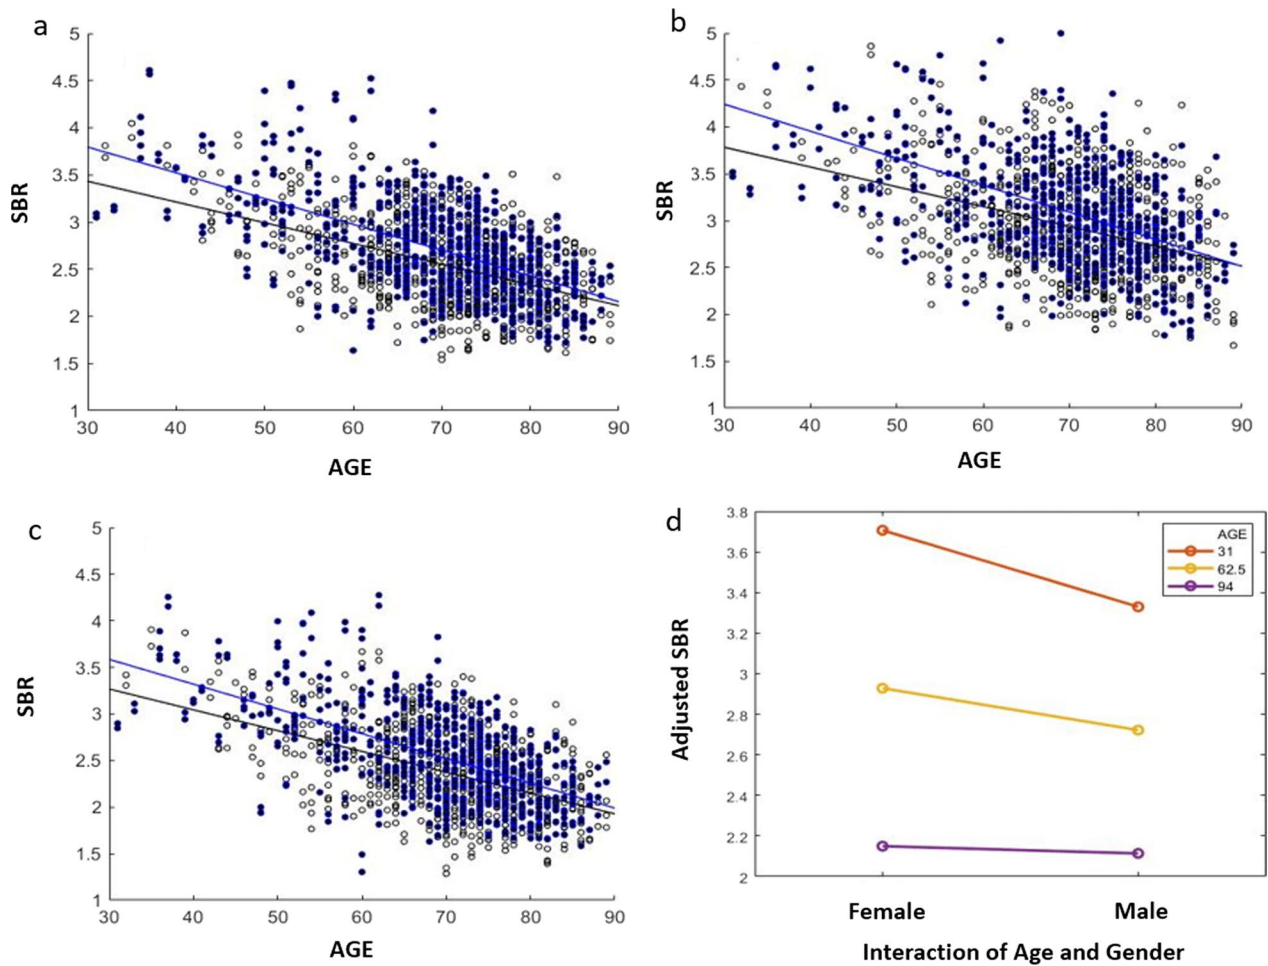 a
5
4.5
4
3.5
3
2.5
2
1.5
1
SBR
30 40 50 60 70 80 90
AGE
b
5
4.5
4
3.5
3
2.5
2
1.5
1
SBR
30 40 50 60 70 80 90
AGE
c
5
4.5
4
3.5
3
2.5
2
1.5
1
SBR
30 40 50 60 70 80 90
AGE
d
3.8
3.6
3.4
3.2
3
2.8
2.6
2.4
2.2
2
Adjusted SBR
AGE
31
62.5
94
Female Male
Interaction of Age and Gender